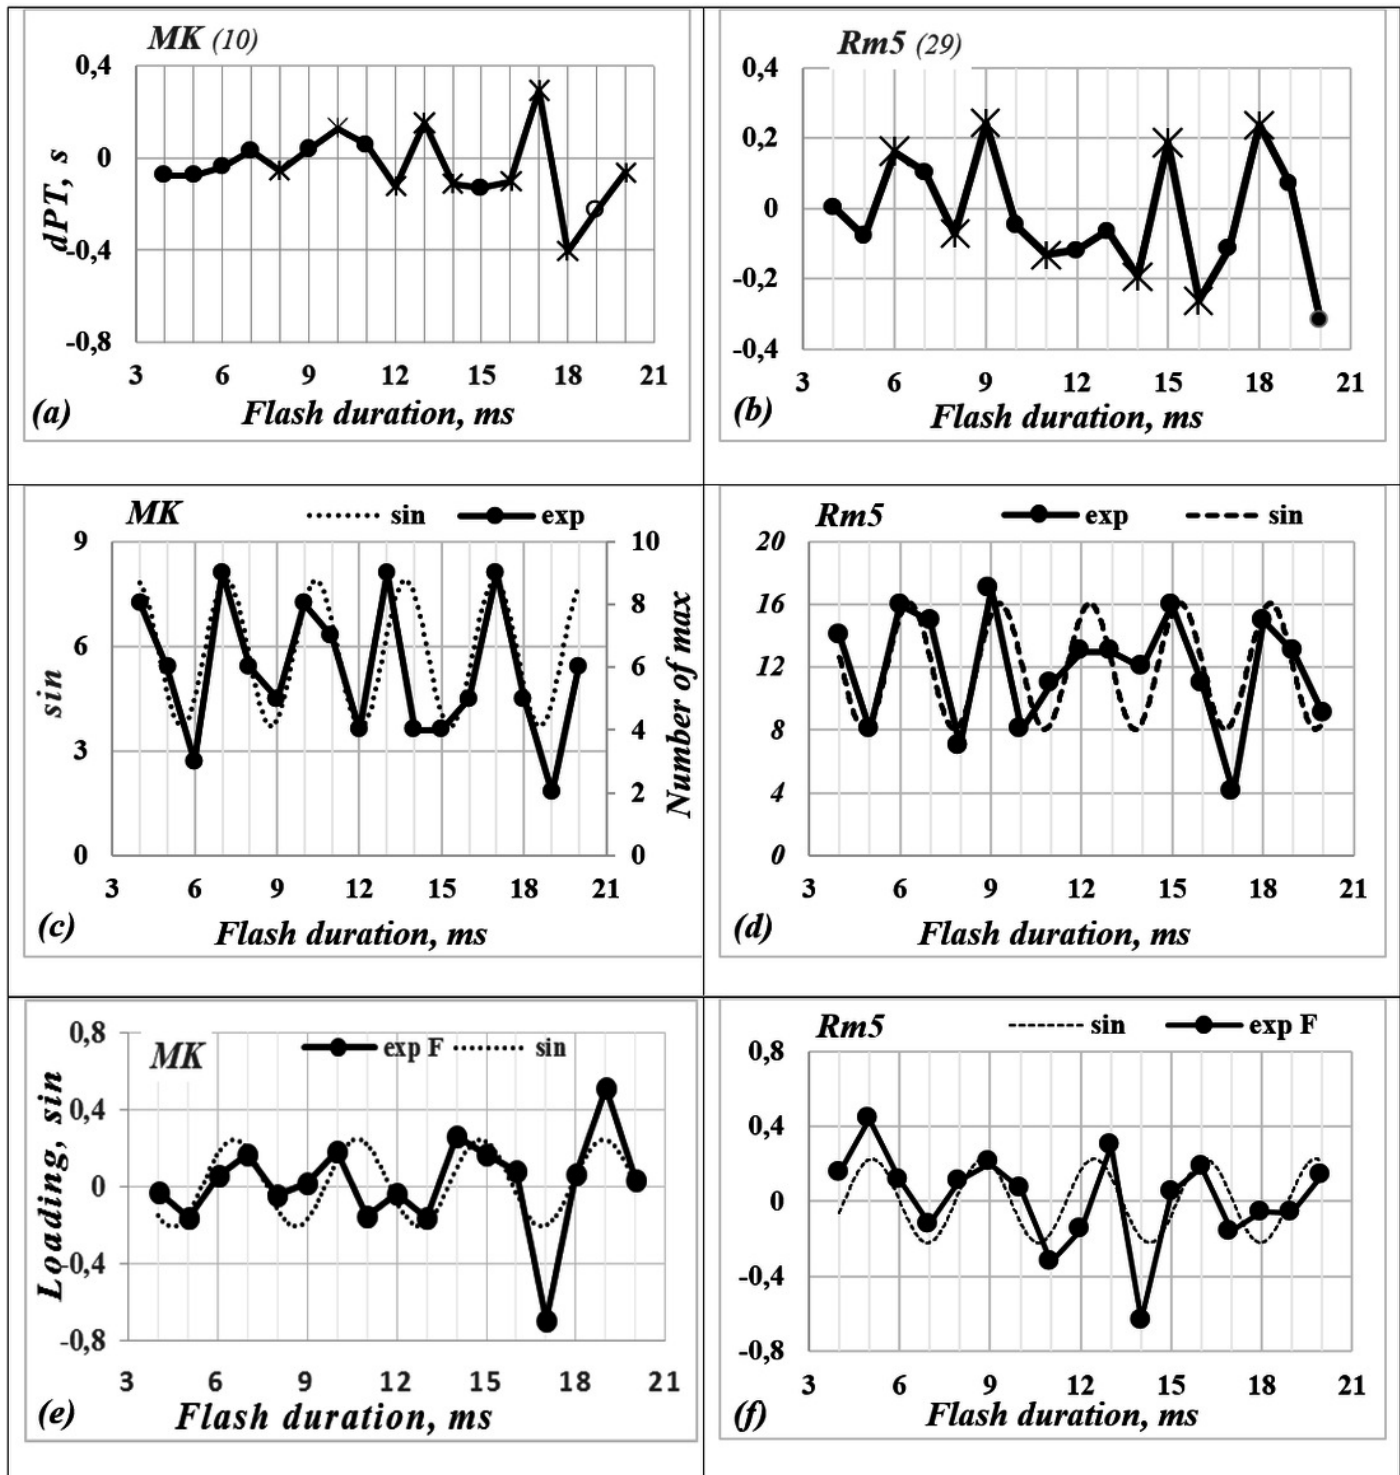 MK (10)
0,4
0
-0,4
-0,8
dPT, s
3 6 9 12 15 18 21
(a) Flash duration, ms
Rm5 (29)
0,4
0,2
0
-0,2
-0,4
3 6 9 12 15 18 21
(b) Flash duration, ms
MK sin exp
9
6
3
0
sin
10
8
6
4
2
0
Number of max
3 6 9 12 15 18 21
(c) Flash duration, ms
Rm5 exp sin
20
16
12
8
4
0
3 6 9 12 15 18 21
(d) Flash duration, ms
MK exp F sin
0,8
0,4
0
-0,4
-0,8
Loading, sin
3 6 9 12 15 18 21
(e) Flash duration, ms
Rm5 sin exp F
0,8
0,4
0
-0,4
-0,8
3 6 9 12 15 18 21
(f) Flash duration, ms